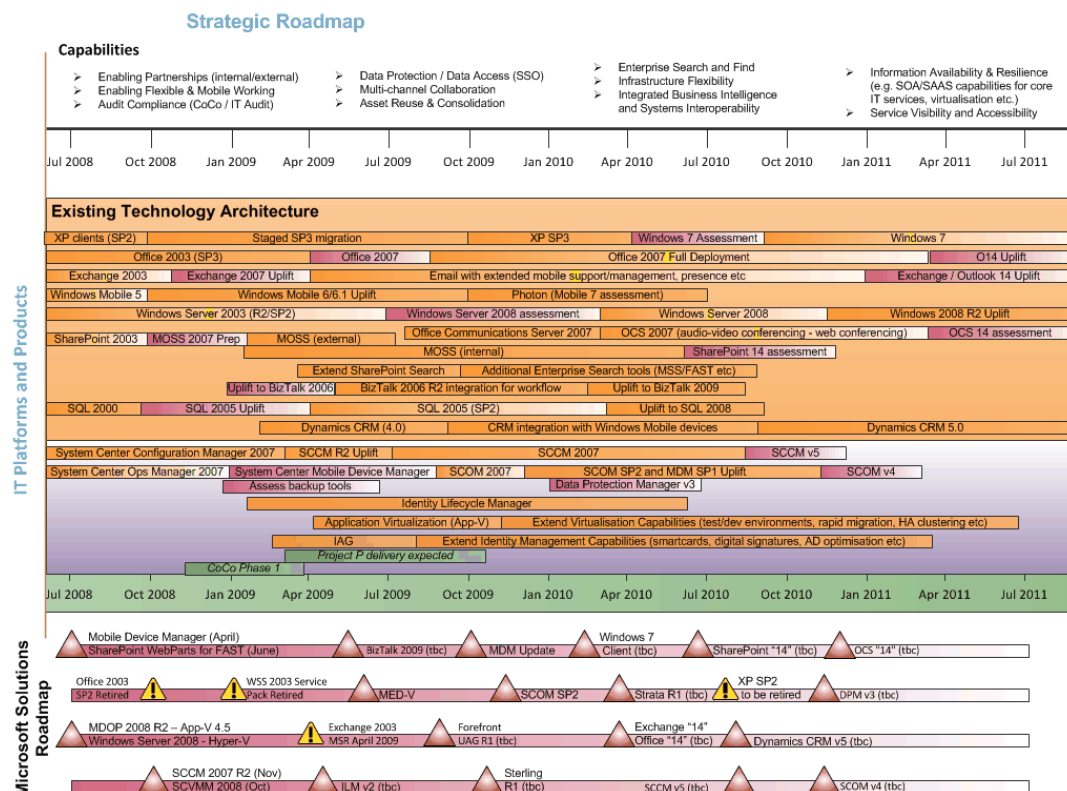 Strategic Roadmap
Capabilities
Enabling Partnerships (internal/external)
Enabling Flexible & Mobile Working
Audit Compliance (CoCo / IT Audit)
Data Protection / Data Access (SSO)
Multi-channel Collaboration
Asset Reuse & Consolidation
Enterprise Search and Find
Infrastructure Flexibility
Integrated Business Intelligence
and Systems Interoperability
Information Availability & Resilience
(e.g. SOA/SAAS capabilities for core
IT services, virtualisation etc.)
Service Visibility and Accessibility
Jul 2008 Oct 2008 Jan 2009 Apr 2009 Jul 2009 Oct 2009 Jan 2010 Apr 2010 Jul 2010 Oct 2010 Jan 2011 Apr 2011 Jul 2011
IT Platforms and Products
Existing Technology Architecture
XP clients (SP2) Staged SP3 migration XP SP3 Windows 7 Assessment Windows 7
Office 2003 (SP3) Office 2007 Office 2007 Full Deployment O14 Uplift
Exchange 2003 Exchange 2007 Uplift Email with extended mobile support/management, presence etc Exchange / Outlook 14 Uplift
Windows Mobile 5 Windows Mobile 6/6.1 Uplift Photon (Mobile 7 assessment)
Windows Server 2003 (R2/SP2) Windows Server 2008 assessment Windows Server 2008 Windows 2008 R2 Uplift
Office Communications Server 2007 OCS 2007 (audio-video conferencing - web conferencing) OCS 14 assessment
SharePoint 2003 MOSS 2007 Prep MOSS (external)
MOSS (internal) SharePoint 14 assessment
Extend SharePoint Search Additional Enterprise Search tools (MSS/FAST etc)
Uplift to BizTalk 2006 BizTalk 2006 R2 integration for workflow Uplift to BizTalk 2009
SQL 2000 SQL 2005 Uplift SQL 2005 (SP2) Uplift to SQL 2008
Dynamics CRM (4.0) CRM integration with Windows Mobile devices Dynamics CRM 5.0
System Center Configuration Manager 2007 SCCM R2 Uplift SCCM 2007 SCCM v5
System Center Ops Manager 2007 System Center Mobile Device Manager SCOM 2007 SCOM SP2 and MDM SP1 Uplift SCOM v4
Assess backup tools Data Protection Manager v3
Identity Lifecycle Manager
Application Virtualization (App-V) Extend Virtualisation Capabilities (test/dev environments, rapid migration, HA clustering etc)
IAG Extend Identity Management Capabilities (smartcards, digital signatures, AD optimisation etc)
Project P delivery expected
CoCo Phase 1
Jul 2008 Oct 2008 Jan 2009 Apr 2009 Jul 2009 Oct 2009 Jan 2010 Apr 2010 Jul 2010 Oct 2010 Jan 2011 Apr 2011 Jul 2011
Microsoft Solutions
Roadmap
Mobile Device Manager (April) Windows 7
SharePoint WebParts for FAST (June) BizTalk 2009 (tbc) MDM Update Client (tbc) SharePoint "14" (tbc) OCS "14" (tbc)
Office 2003 WSS 2003 Service XP SP2
SP2 Retired Pack Retired MED-V SCOM SP2 Strata R1 (tbc) to be retired DPM v3 (tbc)
MDOP 2008 R2 – App-V 4.5 Exchange 2003 Forefront Exchange "14"
Windows Server 2008 - Hyper-V MSR April 2009 UAG R1 (tbc) Office "14" (tbc) Dynamics CRM v5 (tbc)
SCCM 2007 R2 (Nov) Sterling
SCVMM 2008 (Oct) ILM v2 (tbc) R1 (tbc) SCCM v5 (tbc) SCOM v4 (tbc)